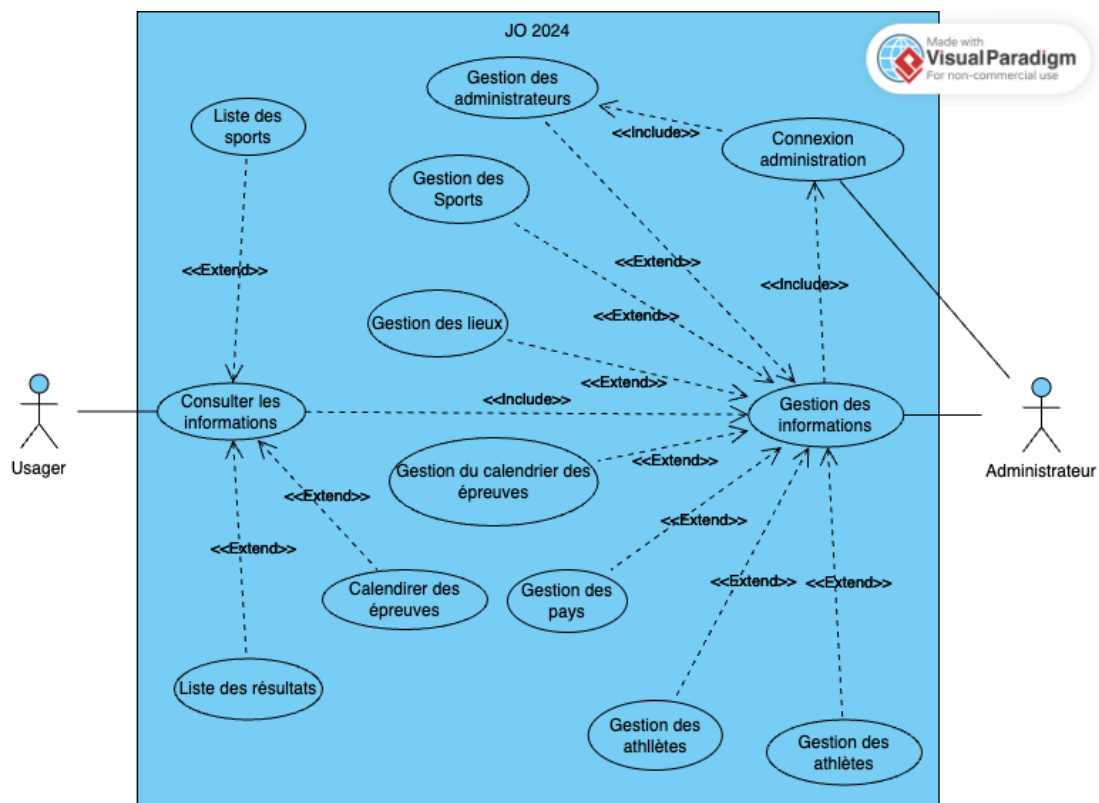 JO 2024
Made with
Visual Paradigm
For non-commercial use
Gestion des
administrateurs
Liste des
sports
<<Include>>
Connexion
administration
Gestion des
Sports
<<Extend>>
<<Extend>>
<<Include>>
<<Extend>>
Gestion des lieux
<<Extend>>
Consulter les
informations
<<Include>>
Gestion des
informations
Usager
Administrateur
<<Extend>>
Gestion du calendrier des
épreuves
<<Extend>>
<<Extend>>
<<Extend>>
<<Extend>>
<<Extend>>
Calendirer des
épreuves
Gestion des
pays
Liste des résultats
Gestion des
athllètes
Gestion des
athlètes